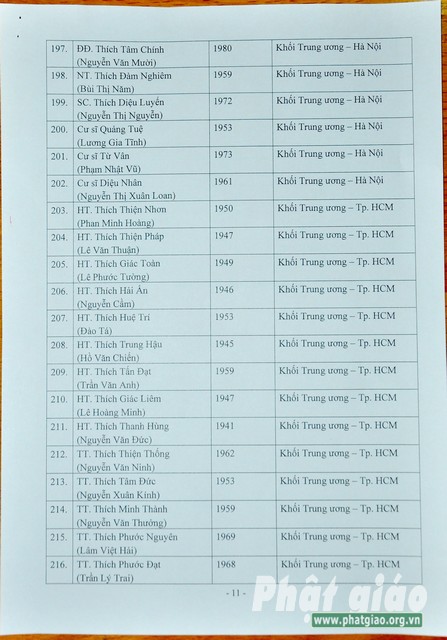 197. ĐĐ. Thích Tâm Chính 1980 Khối Trung ương – Hà Nội
(Nguyễn Văn Mười)
198. NT. Thích Đàm Nghiêm 1959 Khối Trung ương – Hà Nội
(Bùi Thị Năm)
199. SC. Thích Diệu Luyến 1972 Khối Trung ương – Hà Nội
(Nguyễn Thị Nguyễn)
200. Cư sĩ Quảng Tuệ 1953 Khối Trung ương – Hà Nội
(Lương Gia Tĩnh)
201. Cư sĩ Từ Vân 1973 Khối Trung ương – Hà Nội
(Phạm Nhật Vũ)
202. Cư sĩ Diệu Nhân 1961 Khối Trung ương – Hà Nội
(Nguyễn Thị Xuân Loan)
203. HT. Thích Thiện Nhơn 1950 Khối Trung ương – Tp. HCM
(Phan Minh Hoàng)
204. HT. Thích Thiện Pháp 1947 Khối Trung ương – Tp. HCM
(Lê Văn Thuận)
205. HT. Thích Giác Toàn 1949 Khối Trung ương – Tp. HCM
(Lê Phước Tường)
206. HT. Thích Hải Ấn 1946 Khối Trung ương – Tp. HCM
(Nguyễn Cầm)
207. HT. Thích Huệ Trí 1953 Khối Trung ương – Tp. HCM
(Đào Tá)
208. HT. Thích Trung Hậu 1945 Khối Trung ương – Tp. HCM
(Hồ Văn Chiến)
209. HT. Thích Tấn Đạt 1959 Khối Trung ương – Tp. HCM
(Trần Văn Anh)
210. HT. Thích Giác Liêm 1947 Khối Trung ương – Tp. HCM
(Lê Hoàng Minh)
211. HT. Thích Thanh Hùng 1941 Khối Trung ương – Tp. HCM
(Nguyễn Văn Đức)
212. TT. Thích Thiện Thống 1962 Khối Trung ương – Tp. HCM
(Nguyễn Văn Ninh)
213. TT. Thích Tâm Đức 1953 Khối Trung ương – Tp. HCM
(Nguyễn Xuân Kính)
214. TT. Thích Minh Thành 1959 Khối Trung ương – Tp. HCM
(Nguyễn Văn Thưởng)
215. TT. Thích Phước Nguyên 1969 Khối Trung ương – Tp. HCM
(Lâm Việt Hải)
216. TT. Thích Phước Đạt 1968 Khối Trung ương – Tp. HCM
(Trần Lý Trai)
- 11 -
Phật giáo
www.phatgiao.org.vn